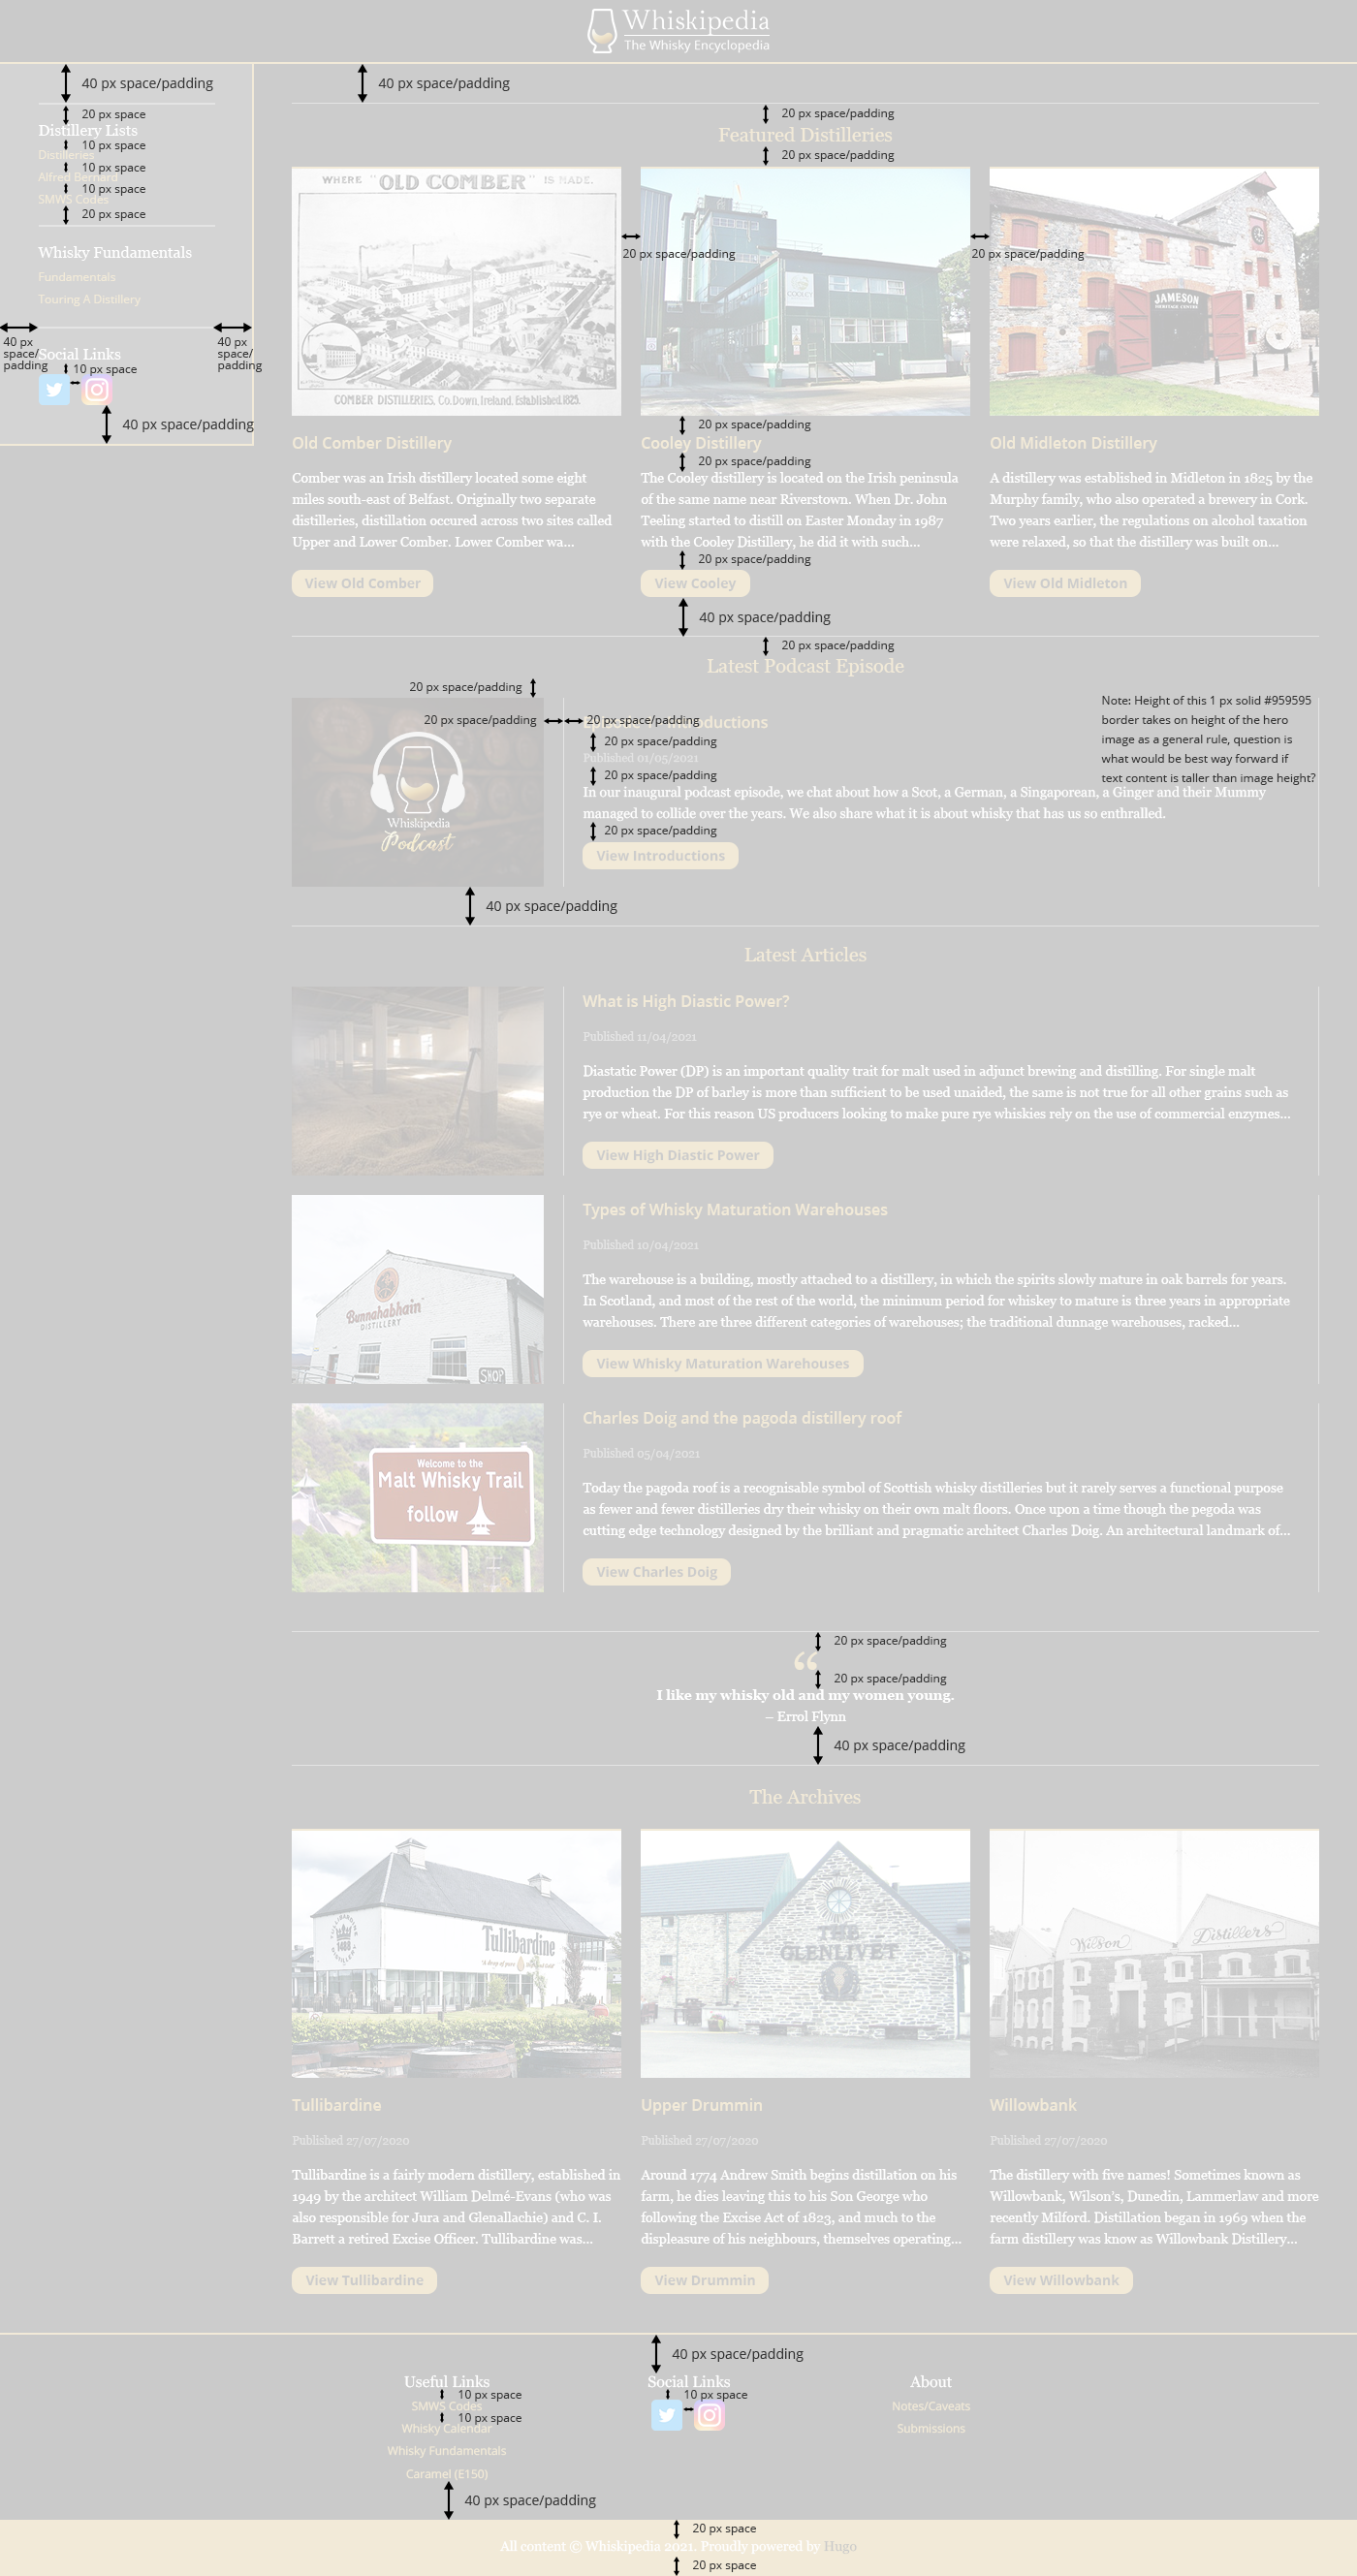 Whiskipedia
The Whisky Encyclopedia
40 px space/padding
20 px space
Distillery Lists
10 px space
Distilleries
10 px space
Alfred Bernard
10 px space
SMWS Codes
20 px space
Whisky Fundamentals
Fundamentals
Touring A Distillery
40 px
space/
padding
40 px
space/
padding
Social Links
10 px space
40 px space/padding
40 px space/padding
20 px space/padding
Featured Distilleries
20 px space/padding
WHERE "OLD COMBER" IS MADE.
COMBER DISTILLERIES, Co. Down, Ireland, Established 1825.
20 px space/padding
COOLEY
20 px space/padding
JAMESON
HERITAGE CENTRE
Old Comber Distillery
Comber was an Irish distillery located some eight
miles south-east of Belfast. Originally two separate
distilleries, distillation occured across two sites called
Upper and Lower Comber. Lower Comber wa...
View Old Comber
20 px space/padding
Cooley Distillery
20 px space/padding
The Cooley distillery is located on the Irish peninsula
of the same name near Riverstown. When Dr. John
Teeling started to distill on Easter Monday in 1987
with the Cooley Distillery, he did it with such...
20 px space/padding
View Cooley
40 px space/padding
Old Midleton Distillery
A distillery was established in Midleton in 1825 by the
Murphy family, who also operated a brewery in Cork.
Two years earlier, the regulations on alcohol taxation
were relaxed, so that the distillery was built on...
View Old Midleton
20 px space/padding
Latest Podcast Episode
20 px space/padding
20 px space/padding
Whiskipedia
Podcast
20 px space/padding
Introductions
20 px space/padding
Published 01/05/2021
20 px space/padding
In our inaugural podcast episode, we chat about how a Scot, a German, a Singaporean, a Ginger and their Mummy
managed to collide over the years. We also share what it is about whisky that has us so enthralled.
20 px space/padding
View Introductions
Note: Height of this 1 px solid #959595
border takes on height of the hero
image as a general rule, question is
what would be best way forward if
text content is taller than image height?
40 px space/padding
Latest Articles
What is High Diastic Power?
Published 11/04/2021
Diastatic Power (DP) is an important quality trait for malt used in adjunct brewing and distilling. For single malt
production the DP of barley is more than sufficient to be used unaided, the same is not true for all other grains such as
rye or wheat. For this reason US producers looking to make pure rye whiskies rely on the use of commercial enzymes...
View High Diastic Power
Bunnahabhain
DISTILLERY
SHOP
Types of Whisky Maturation Warehouses
Published 10/04/2021
The warehouse is a building, mostly attached to a distillery, in which the spirits slowly mature in oak barrels for years.
In Scotland, and most of the rest of the world, the minimum period for whiskey to mature is three years in appropriate
warehouses. There are three different categories of warehouses; the traditional dunnage warehouses, racked...
View Whisky Maturation Warehouses
Welcome to the
Malt Whisky Trail
follow
Charles Doig and the pagoda distillery roof
Published 05/04/2021
Today the pagoda roof is a recognisable symbol of Scottish whisky distilleries but it rarely serves a functional purpose
as fewer and fewer distilleries dry their whisky on their own malt floors. Once upon a time though the pegoda was
cutting edge technology designed by the brilliant and pragmatic architect Charles Doig. An architectural landmark of...
View Charles Doig
20 px space/padding
“
20 px space/padding
I like my whisky old and my women young.
– Errol Flynn
40 px space/padding
The Archives
TULLIBARDINE
1488
DISTILLERY
Tullibardine
THE
GLENLIVET
Wilson
Distillers
Tullibardine
Published 27/07/2020
Tullibardine is a fairly modern distillery, established in
1949 by the architect William Delmé-Evans (who was
also responsible for Jura and Glenallachie) and C. I.
Barrett a retired Excise Officer. Tullibardine was...
View Tullibardine
Upper Drummin
Published 27/07/2020
Around 1774 Andrew Smith begins distillation on his
farm, he dies leaving this to his Son George who
following the Excise Act of 1823, and much to the
displeasure of his neighbours, themselves operating...
View Drummin
Willowbank
Published 27/07/2020
The distillery with five names! Sometimes known as
Willowbank, Wilson's, Dunedin, Lammerlaw and more
recently Milford. Distillation began in 1969 when the
farm distillery was know as Willowbank Distillery...
View Willowbank
40 px space/padding
Useful Links
10 px space
SMWS Codes
10 px space
Whisky Calendar
Whisky Fundamentals
Caramel (E150)
40 px space/padding
Social Links
10 px space
About
Notes/Caveats
Submissions
20 px space
All content © Whiskipedia 2021. Proudly powered by Hugo
20 px space